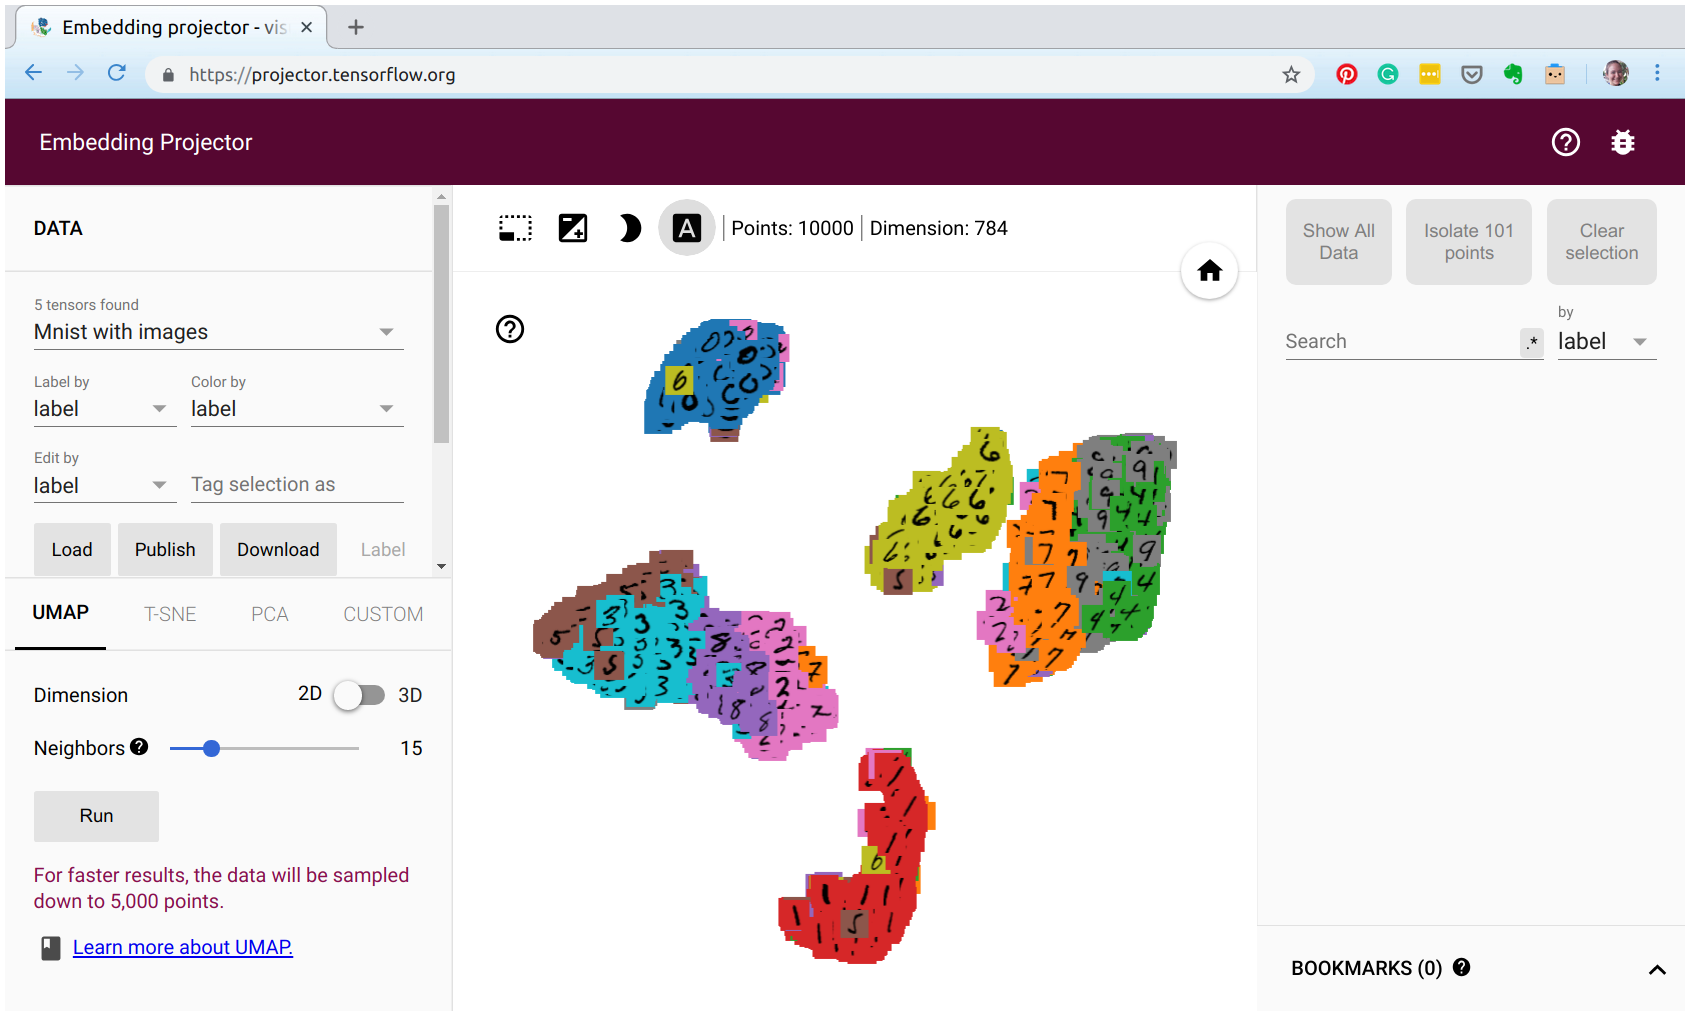 Embedding projector - vis
https://projector.tensorflow.org
Embedding Projector
DATA
5 tensors found
Mnist with images
Label by
Color by
label
label
Edit by
label
Tag selection as
Load
Publish
Download
Label
UMAP
T-SNE
PCA
CUSTOM
Dimension
2D
3D
Neighbors
15
Run
For faster results, the data will be sampled
down to 5,000 points.
Learn more about UMAP.
A
Points: 10000
Dimension: 784
Show All
Data
Isolate 101
points
Clear
selection
by
Search
.*
label
BOOKMARKS (0)